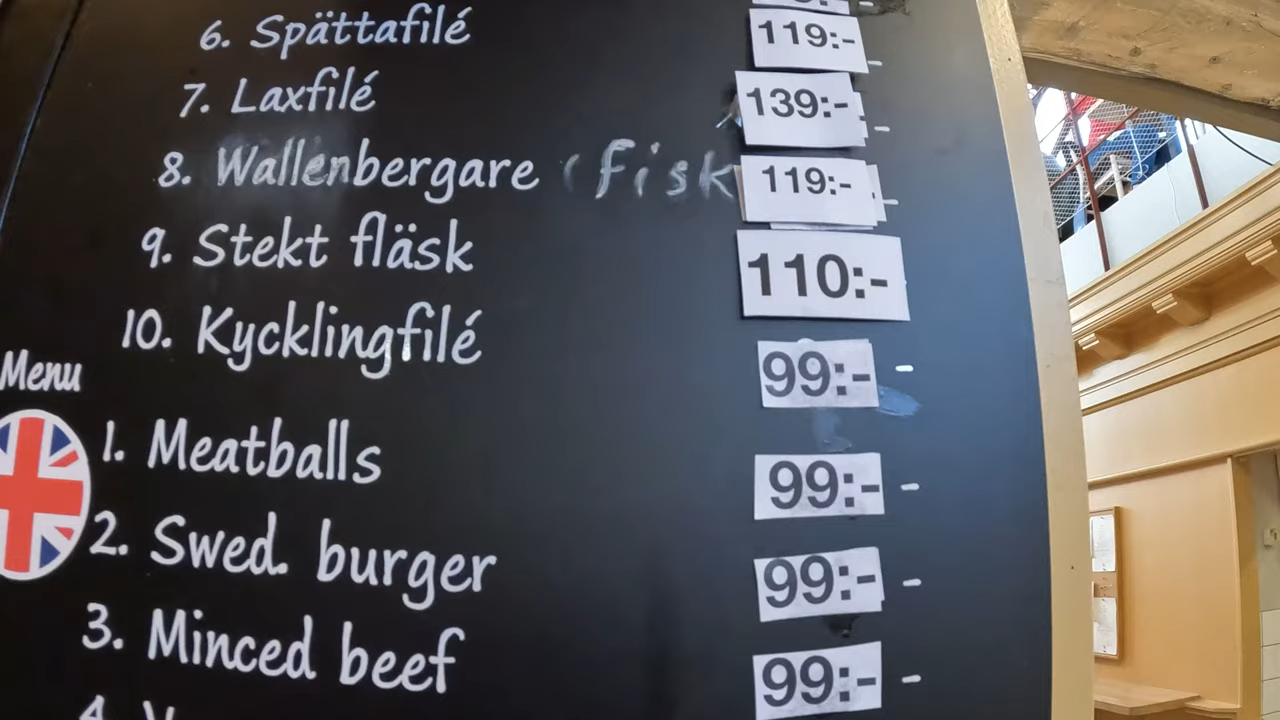 6. Spättafilé 119:-
7. Laxfilé 139:-
8. Wallenbergare (fisk 119:-
9. Stekt fläsk 110:-
10. Kycklingfilé 99:-
Menu
1. Meatballs 99:-
2. Swed. burger 99:-
3. Minced beef 99:-
4.